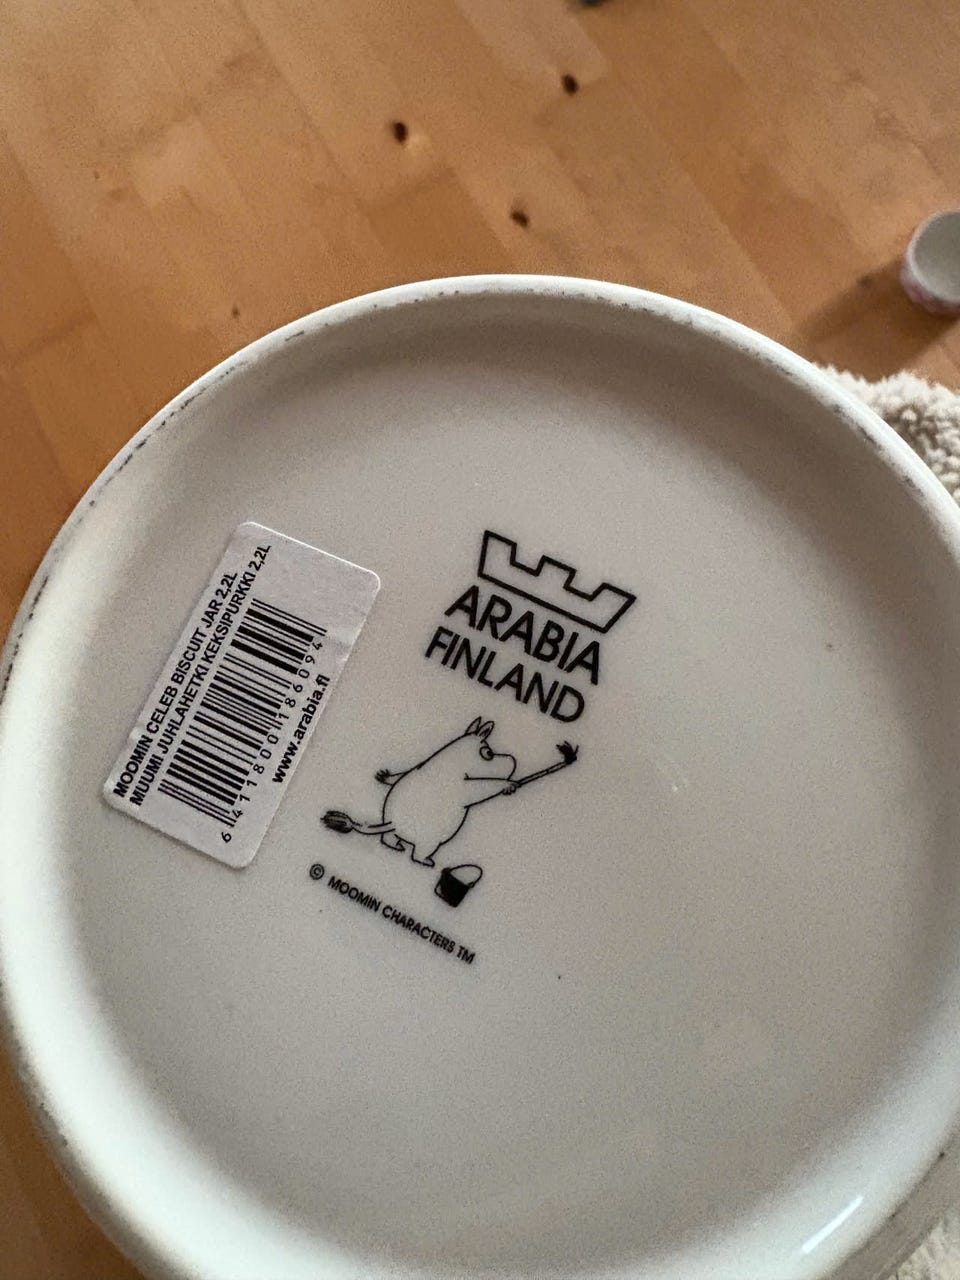 MOOMIN CELEB BISCUIT JAR 2,2L
MUUMI JUHLAHETKI KEKSIPURKKI 2,2L
6 411800 186094
www.arabia.fi
ARABIA
FINLAND
© MOOMIN CHARACTERS TM